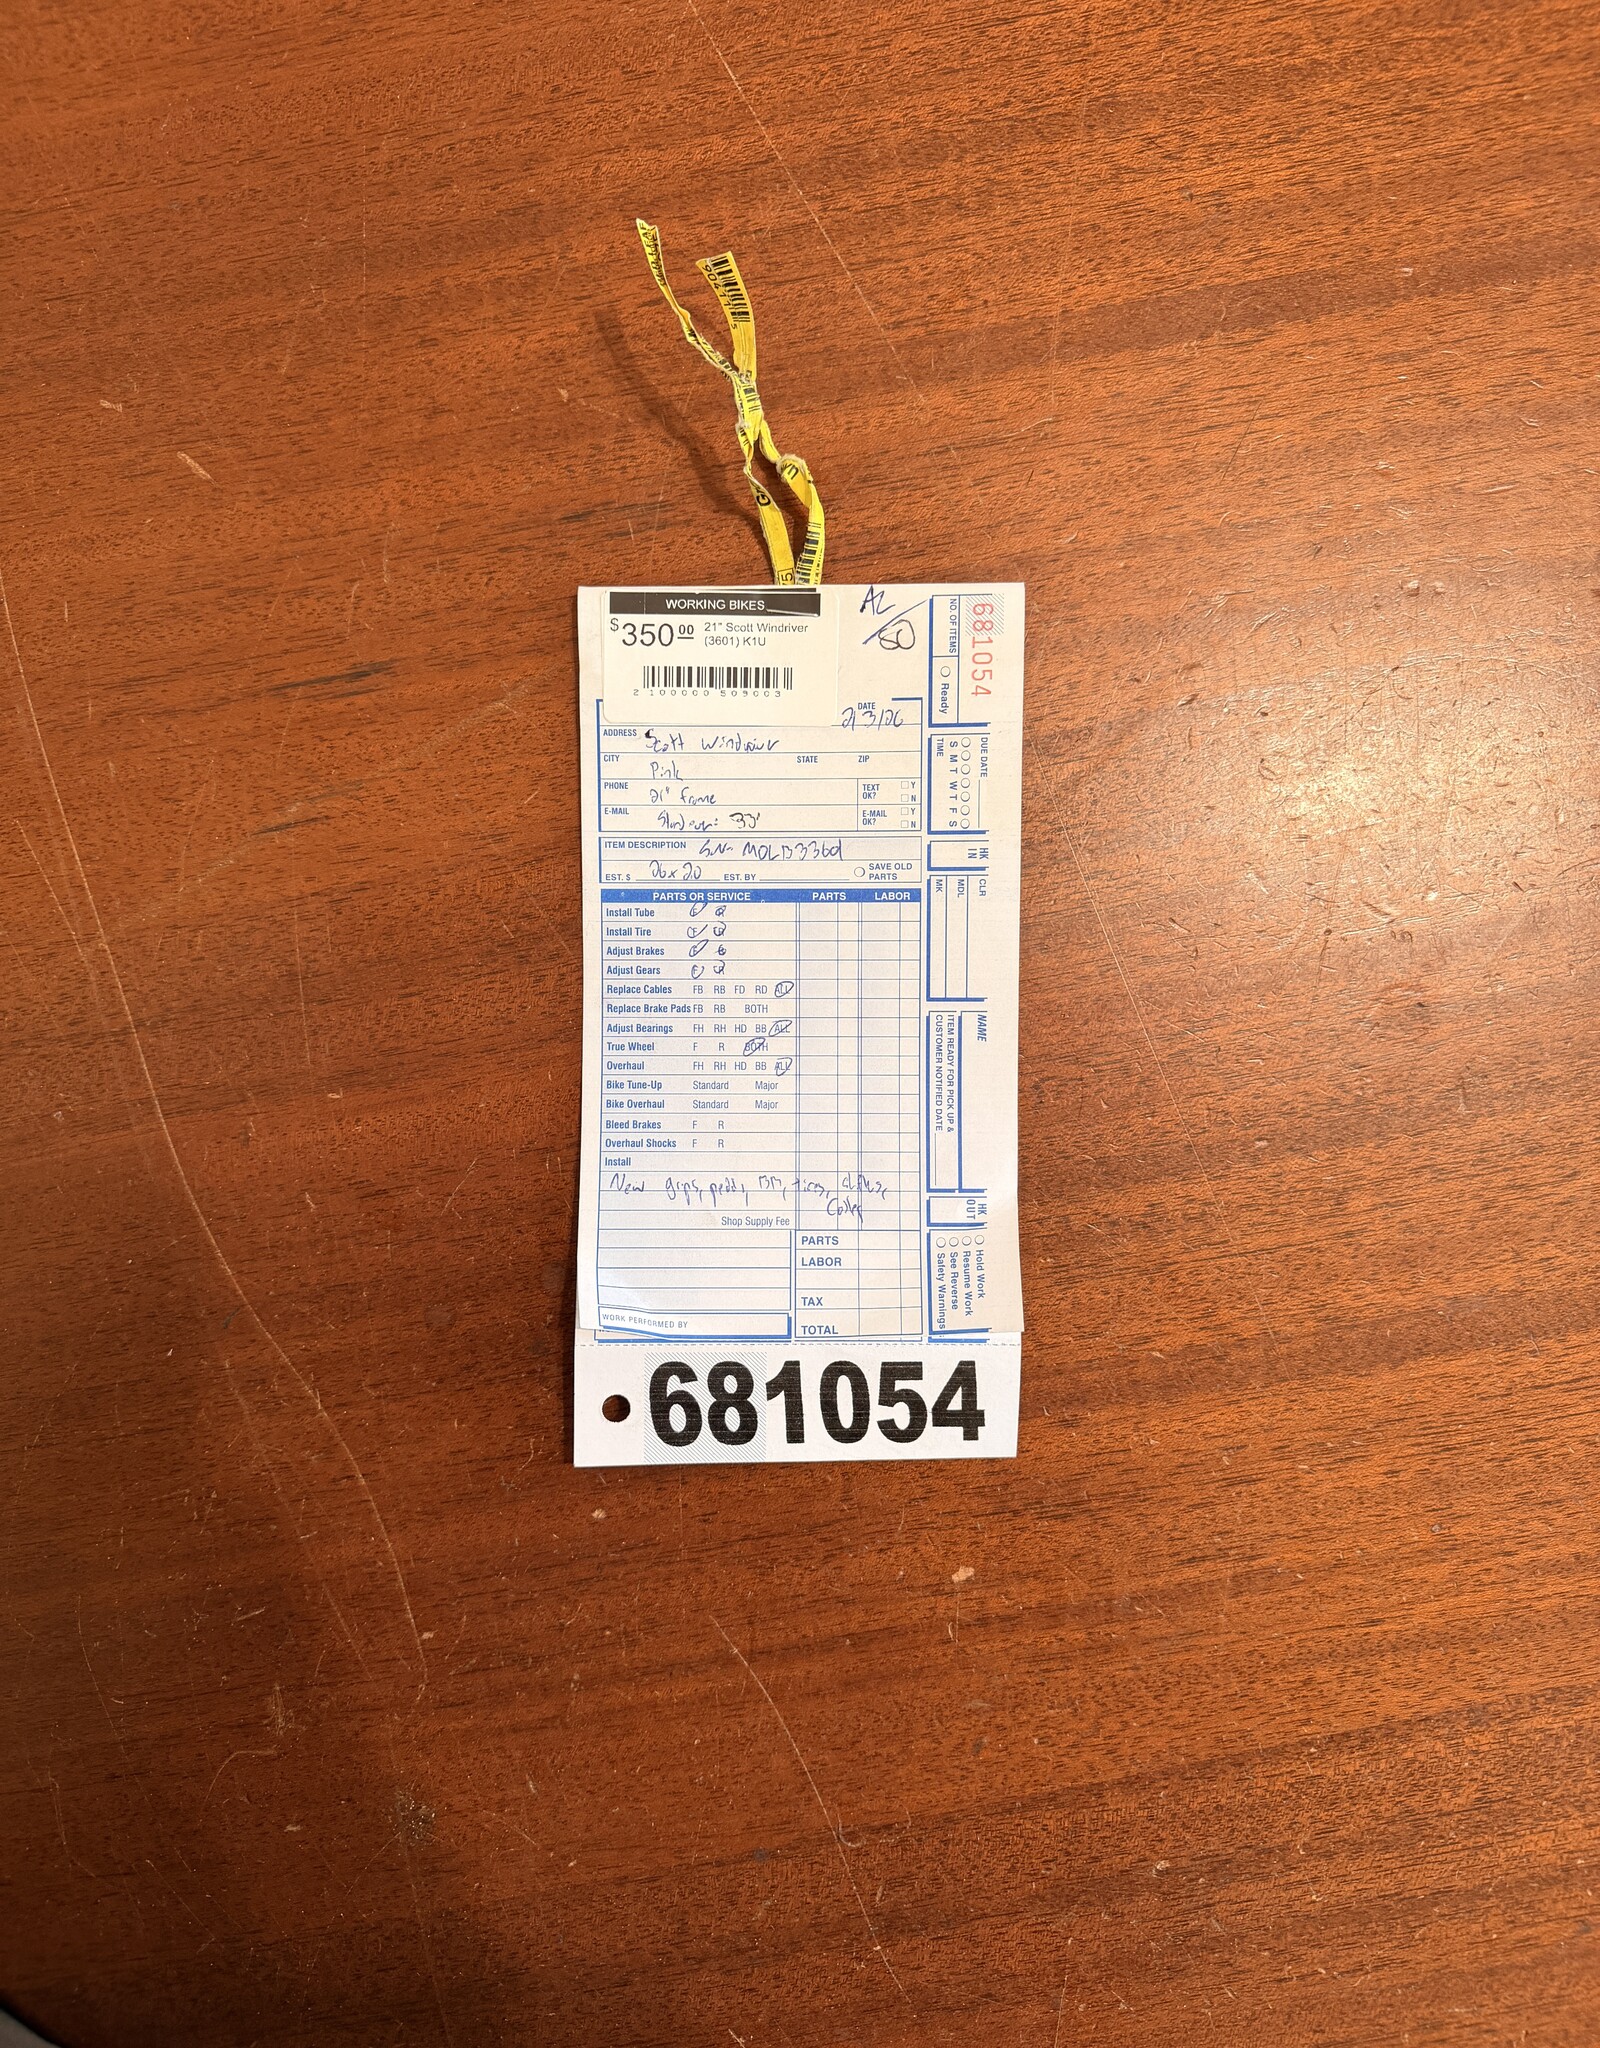 WORKING BIKES
$350.00 21" Scott Windriver
(3601) K1U
2 100000 509003
DATE
2/3/26
ADDRESS Scott Windriver
CITY Pink STATE ZIP
PHONE 21" frame TEXT OK? Y N
E-MAIL Standover: 33" E-MAIL OK? Y N
ITEM DESCRIPTION
EST. $ 26 x 2.0 EST. BY SAVE OLD PARTS
PARTS OR SERVICE PARTS LABOR
Install Tube F R
Install Tire F R
Adjust Brakes F R
Adjust Gears F R
Replace Cables FB RB FD RD ALL
Replace Brake Pads FB RB BOTH
Adjust Bearings FH RH HD BB ALL
True Wheel F R BOTH
Overhaul FH RH HD BB ALL
Bike Tune-Up Standard Major
Bike Overhaul Standard Major
Bleed Brakes F R
Overhaul Shocks F R
Install
New grips, BB, tires,
Shop Supply Fee
PARTS
LABOR
TAX
WORK PERFORMED BY
TOTAL
681054
681054
NO. OF ITEMS
Ready
DUE DATE
S M T W T F S
TIME
HK IN
CLR
MDL
MK
NAME
ITEM READY FOR PICK UP &
CUSTOMER NOTIFIED DATE
HK OUT
Hold Work
Resume Work
See Reverse
Safety Warnings
90411